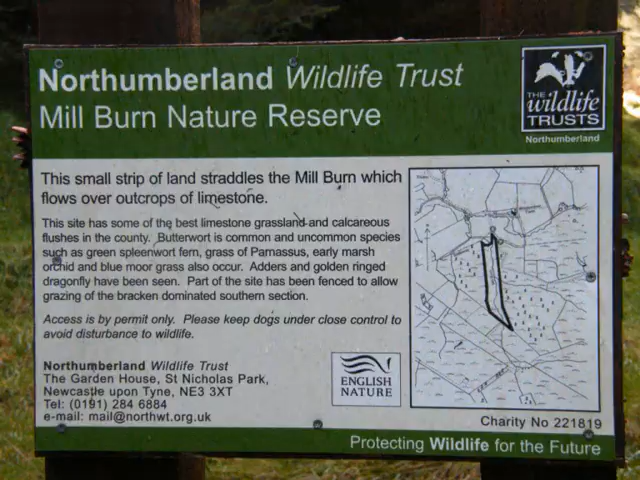 Northumberland Wildlife Trust
Mill Burn Nature Reserve
THE
wildlife
TRUSTS
Northumberland
This small strip of land straddles the Mill Burn which
flows over outcrops of limestone.
This site has some of the best limestone grassland and calcareous
flushes in the county. Butterwort is common and uncommon species
such as green spleenwort fern, grass of Parnassus, early marsh
orchid and blue moor grass also occur. Adders and golden ringed
dragonfly have been seen. Part of the site has been fenced to allow
grazing of the bracken dominated southern section.
Access is by permit only. Please keep dogs under close control to
avoid disturbance to wildlife.
Northumberland Wildlife Trust
The Garden House, St Nicholas Park,
Newcastle upon Tyne, NE3 3XT
Tel: (0191) 284 6884
e-mail: mail@northwt.org.uk
ENGLISH
NATURE
Charity No 221819
Protecting Wildlife for the Future